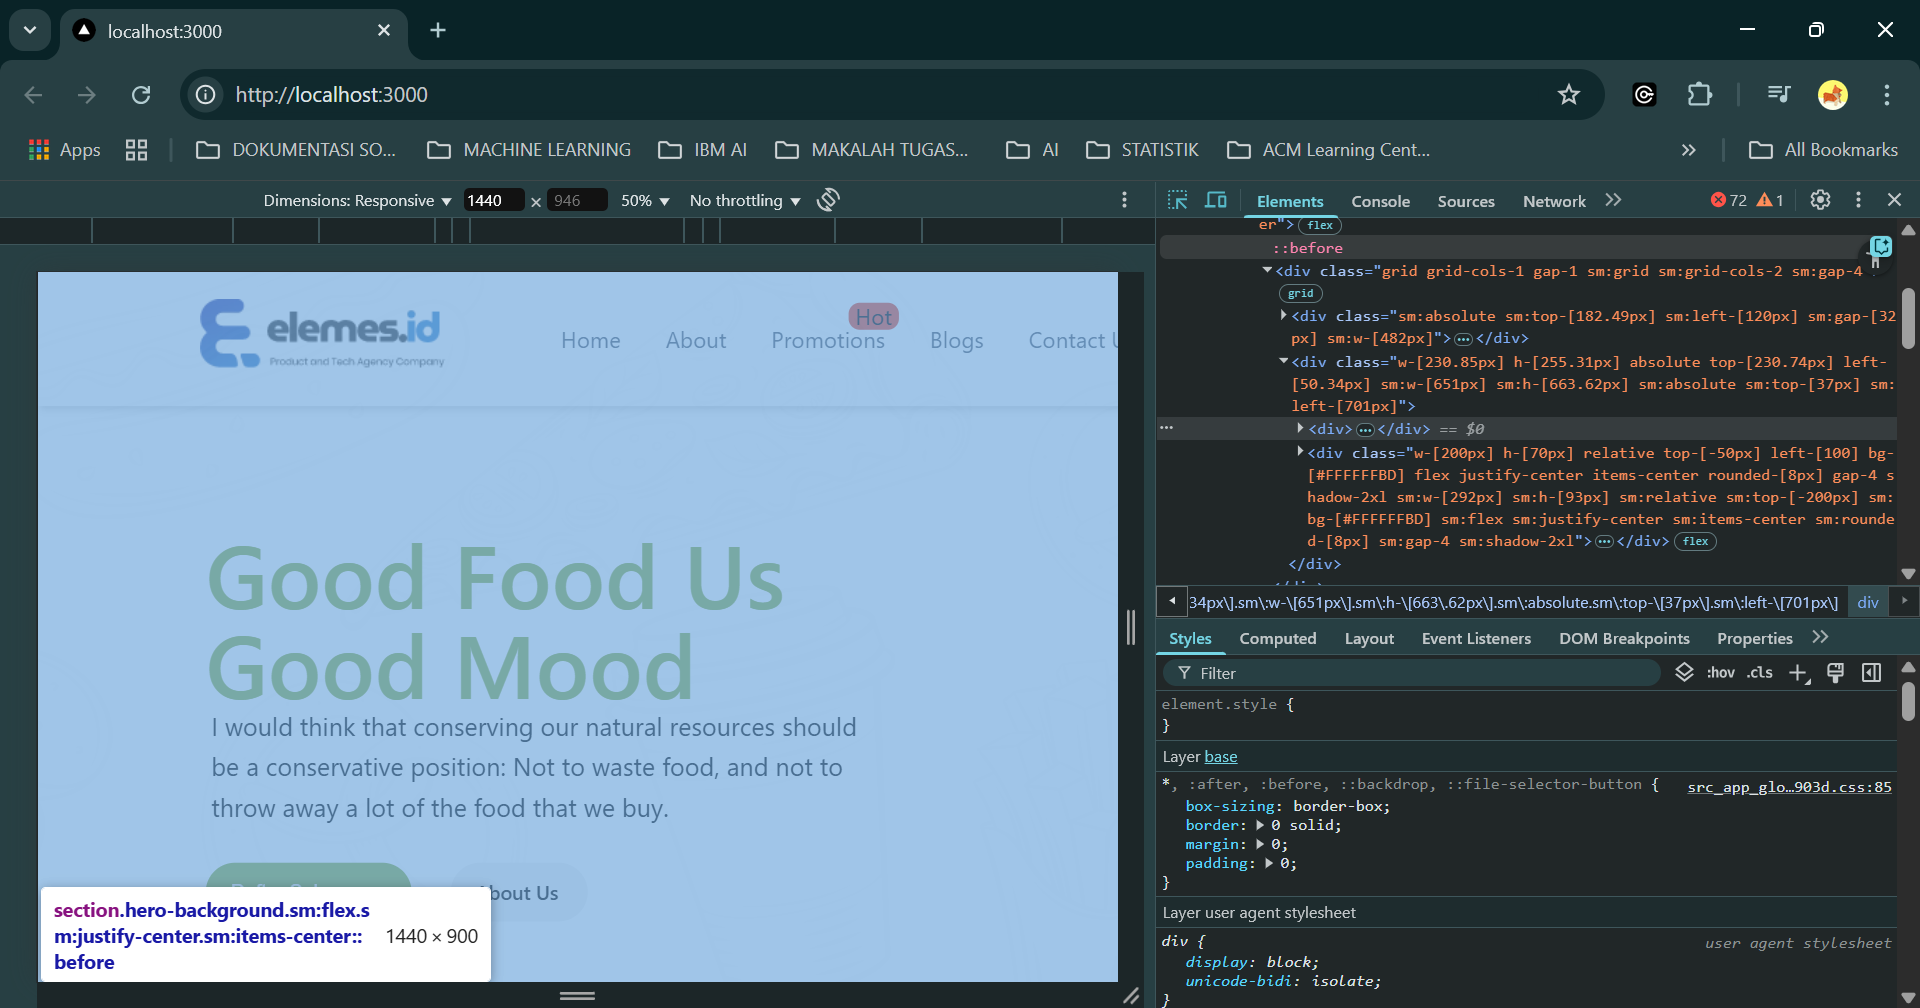 localhost:3000
http://localhost:3000
Apps
DOKUMENTASI SO...
MACHINE LEARNING
IBM AI
MAKALAH TUGAS...
AI
STATISTIK
ACM Learning Cent...
All Bookmarks
Dimensions: Responsive
1440
×
946
50%
No throttling
Elements
Console
Sources
Network
72
1
er"> flex
::before
<div class="grid grid-cols-1 gap-1 sm:grid sm:grid-cols-2 sm:gap-4
grid
<div class="sm:absolute sm:top-[182.49px] sm:left-[120px] sm:gap-[32
px] sm:w-[482px]">…</div>
<div class="w-[230.85px] h-[255.31px] absolute top-[230.74px] left-
[50.34px] sm:w-[651px] sm:h-[663.62px] sm:absolute sm:top-[37px] sm:
left-[701px]">
<div>…</div> == $0
<div class="w-[200px] h-[70px] relative top-[-50px] left-[100] bg-
[#FFFFFFBD] flex justify-center items-center rounded-[8px] gap-4 s
hadow-2xl sm:w-[292px] sm:h-[93px] sm:relative sm:top-[-200px] sm:
bg-[#FFFFFFBD] sm:flex sm:justify-center sm:items-center sm:rounde
d-[8px] sm:gap-4 sm:shadow-2xl">…</div> flex
</div>
34px\].sm\:w-\[651px\].sm\:h-\[663\.62px\].sm\:absolute.sm\:top-\[37px\].sm\:left-\[701px\]
div
Styles
Computed
Layout
Event Listeners
DOM Breakpoints
Properties
Filter
:hov
.cls
element.style {
}
Layer base
*, :after, :before, ::backdrop, ::file-selector-button {
src_app_glo…903d.css:85
box-sizing: border-box;
border: 0 solid;
margin: 0;
padding: 0;
}
Layer user agent stylesheet
div {
user agent stylesheet
display: block;
unicode-bidi: isolate;
}
elemes.id
Product and Tech Agency Company
Home
About
Promotions
Hot
Blogs
Contact U
Good Food Us
Good Mood
I would think that conserving our natural resources should
be a conservative position: Not to waste food, and not to
throw away a lot of the food that we buy.
bout Us
section.hero-background.sm:flex.s
m:justify-center.sm:items-center::
before
1440 × 900